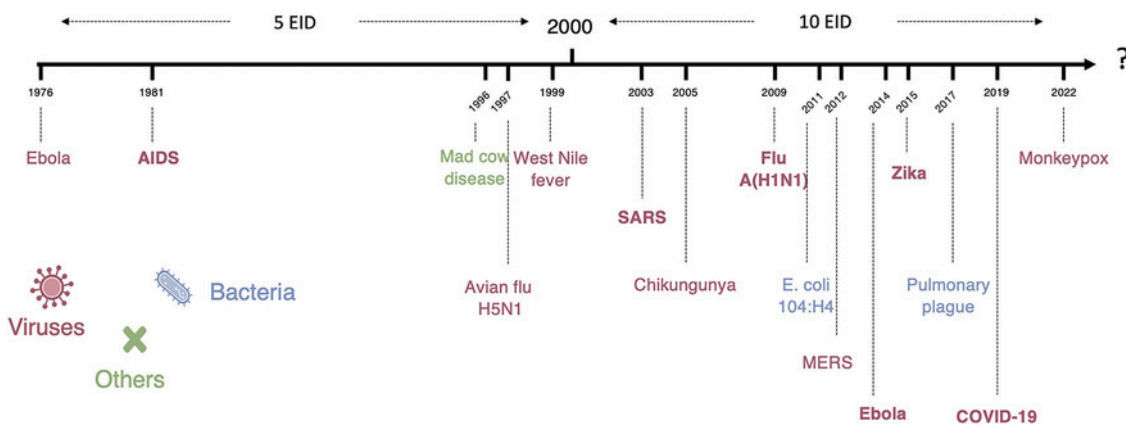 5 EID
2000
10 EID
?
1976
1981
1996
1997
1999
2003
2005
2009
2011
2012
2014
2015
2017
2019
2022
Ebola
AIDS
Mad cow
disease
West Nile
fever
Flu
A(H1N1)
Zika
Monkeypox
SARS
Avian flu
H5N1
Chikungunya
E. coli
104:H4
Pulmonary
plague
MERS
Ebola
COVID-19
Viruses
Bacteria
Others